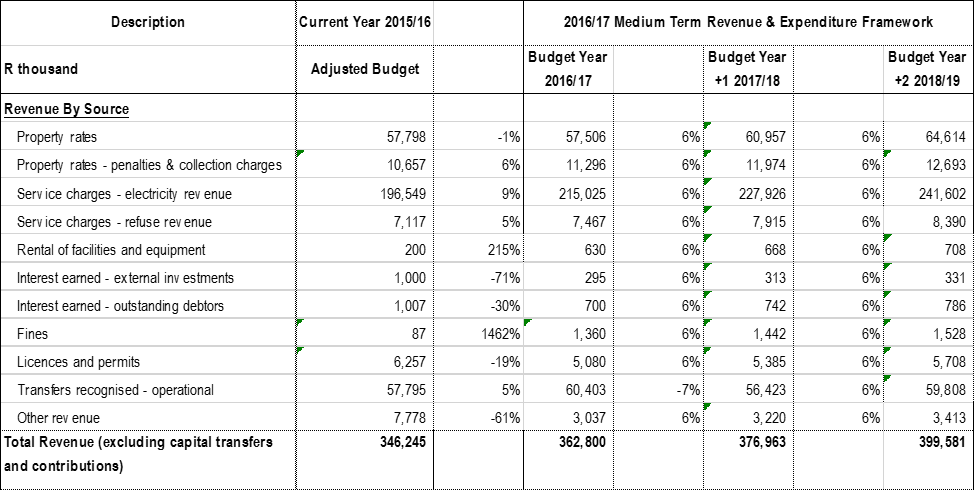 Description Current Year 2015/16 2016/17 Medium Term Revenue & Expenditure Framework
R thousand Adjusted Budget Budget Year 2016/17 Budget Year +1 2017/18 Budget Year +2 2018/19
Revenue By Source
Property rates 57,798 -1% 57,506 6% 60,957 6% 64,614
Property rates - penalties & collection charges 10,657 6% 11,296 6% 11,974 6% 12,693
Service charges - electricity revenue 196,549 9% 215,025 6% 227,926 6% 241,602
Service charges - refuse revenue 7,117 5% 7,467 6% 7,915 6% 8,390
Rental of facilities and equipment 200 215% 630 6% 668 6% 708
Interest earned - external investments 1,000 -71% 295 6% 313 6% 331
Interest earned - outstanding debtors 1,007 -30% 700 6% 742 6% 786
Fines 87 1462% 1,360 6% 1,442 6% 1,528
Licences and permits 6,257 -19% 5,080 6% 5,385 6% 5,708
Transfers recognised - operational 57,795 5% 60,403 -7% 56,423 6% 59,808
Other revenue 7,778 -61% 3,037 6% 3,220 6% 3,413
Total Revenue (excluding capital transfers 346,245 362,800 376,963 399,581
and contributions)